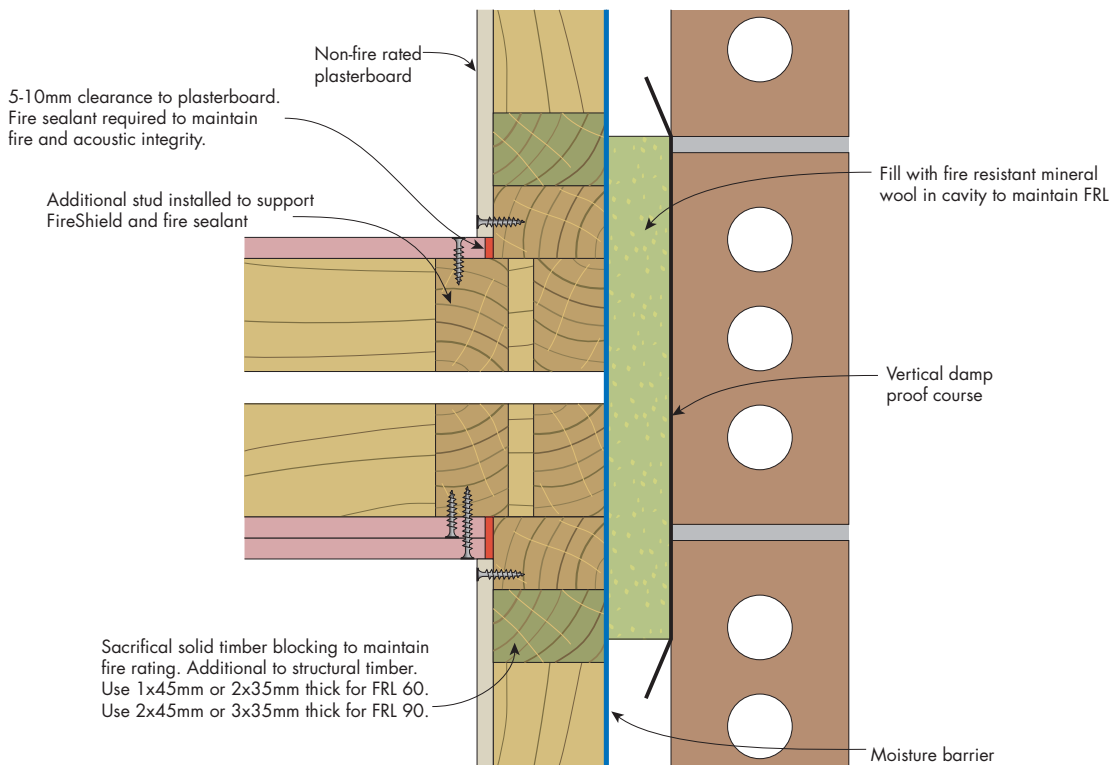 Non-fire rated
plasterboard
5-10mm clearance to plasterboard.
Fire sealant required to maintain
fire and acoustic integrity.
Additional stud installed to support
FireShield and fire sealant
Fill with fire resistant mineral
wool in cavity to maintain FRL
Vertical damp
proof course
Sacrifical solid timber blocking to maintain
fire rating. Additional to structural timber.
Use 1x45mm or 2x35mm thick for FRL 60.
Use 2x45mm or 3x35mm thick for FRL 90.
Moisture barrier